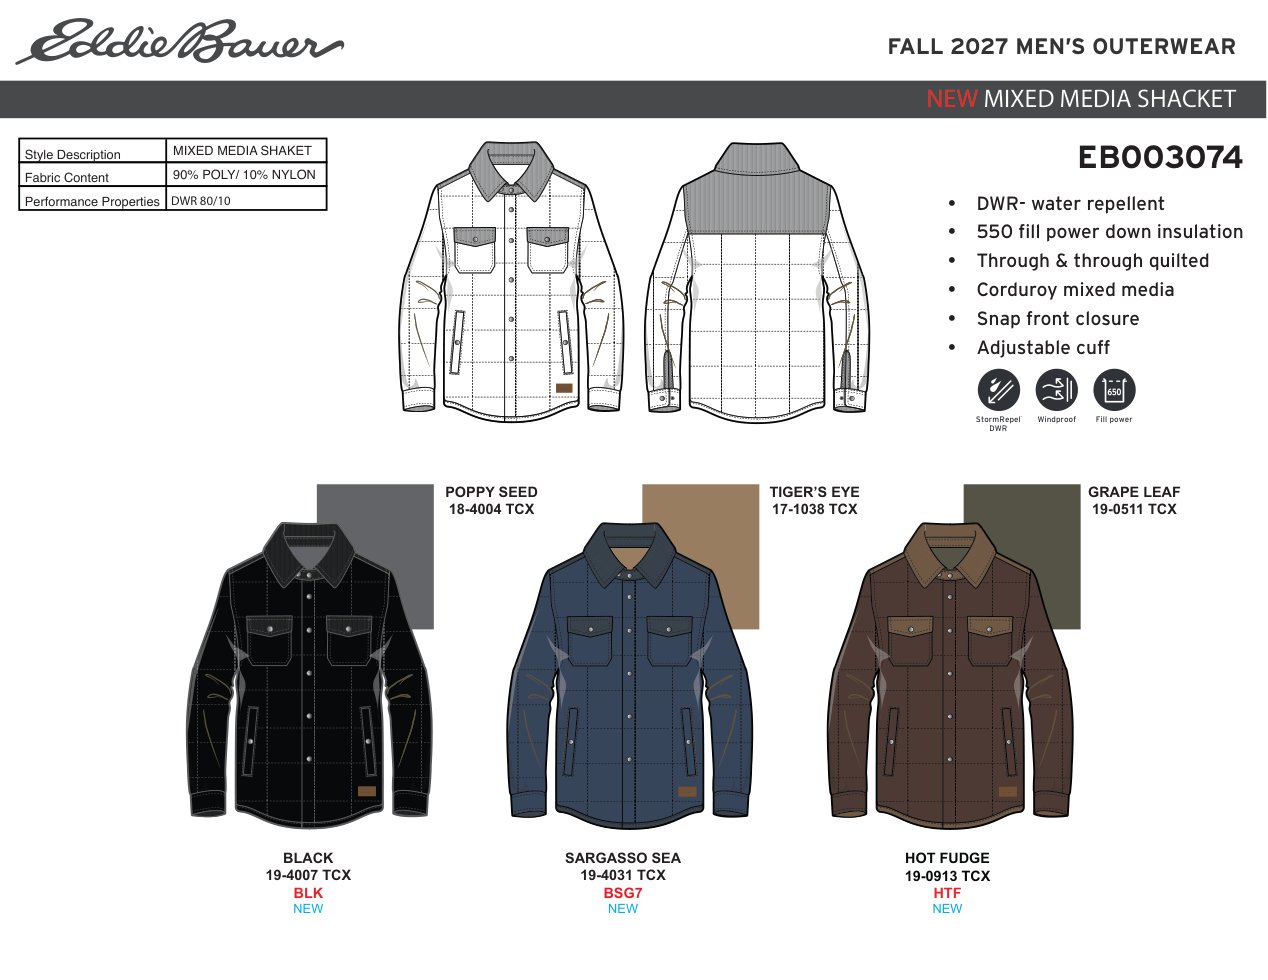 Eddie Bauer
FALL 2027 MEN'S OUTERWEAR
NEW MIXED MEDIA SHACKET
Style Description MIXED MEDIA SHAKET
Fabric Content 90% POLY/ 10% NYLON
Performance Properties DWR 80/10
EB003074
• DWR- water repellent
• 550 fill power down insulation
• Through & through quilted
• Corduroy mixed media
• Snap front closure
• Adjustable cuff
650
StormRepel Windproof Fill power
DWR
POPPY SEED
18-4004 TCX
TIGER'S EYE
17-1038 TCX
GRAPE LEAF
19-0511 TCX
BLACK
19-4007 TCX
BLK
NEW
SARGASSO SEA
19-4031 TCX
BSG7
NEW
HOT FUDGE
19-0913 TCX
HTF
NEW